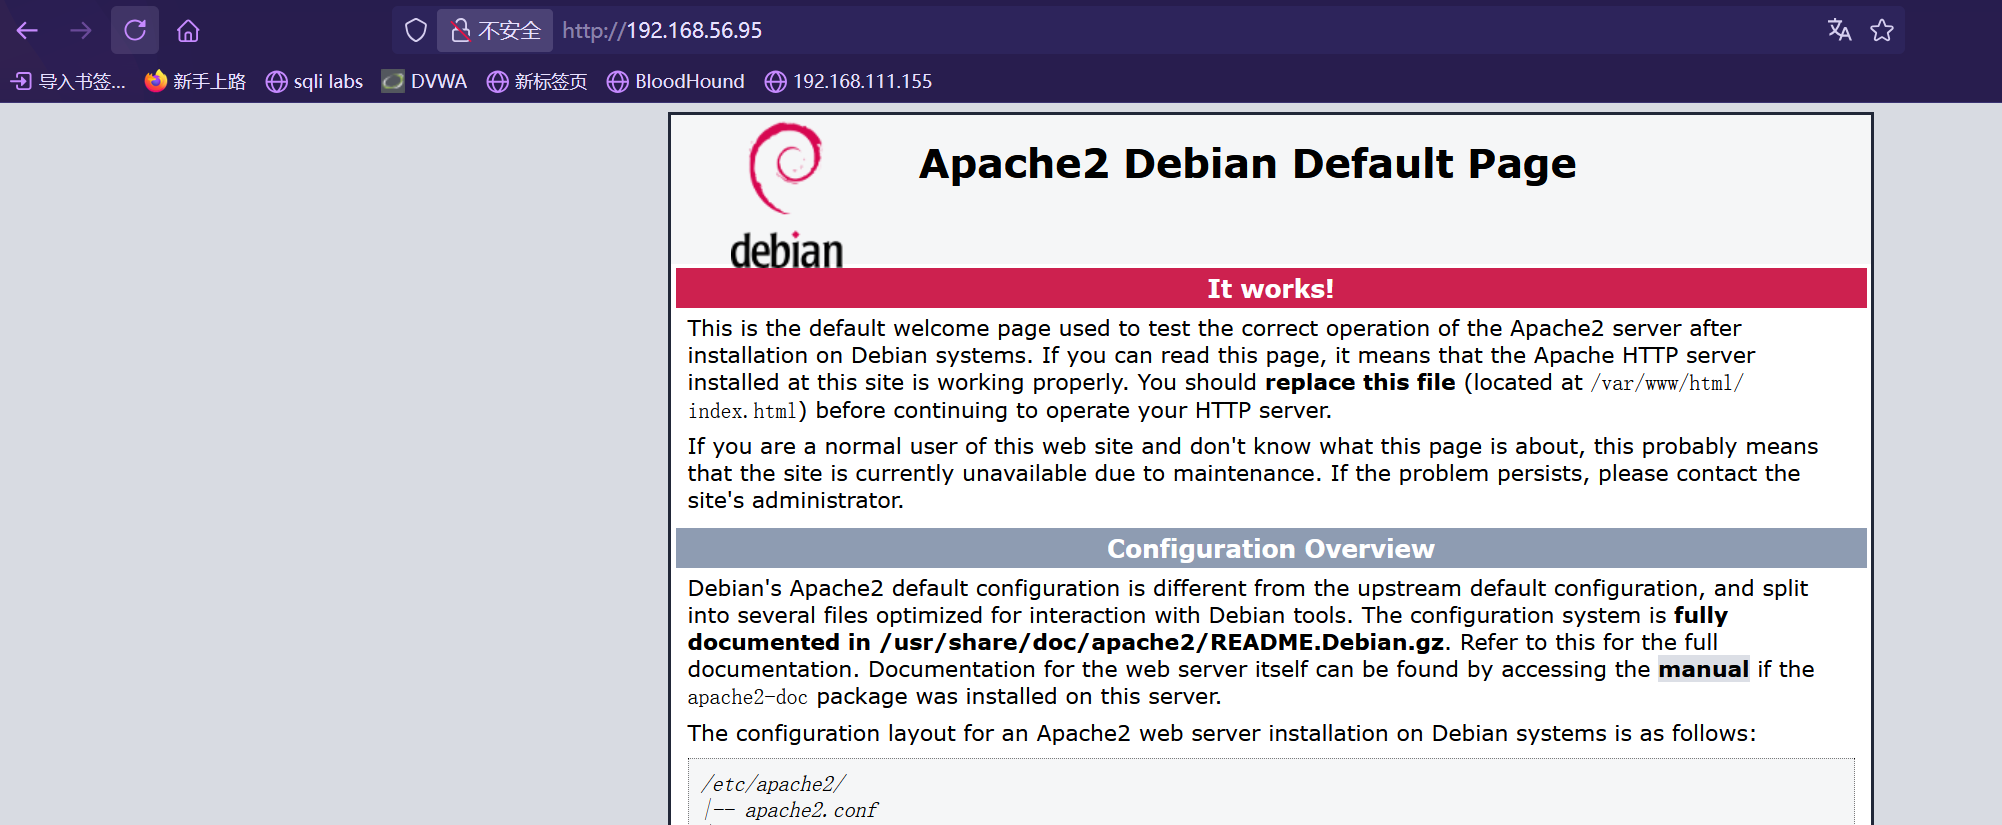 不安全 http://192.168.56.95
导入书签... 新手上路 sqli labs DVWA 新标签页 BloodHound 192.168.111.155
debian
Apache2 Debian Default Page
It works!
This is the default welcome page used to test the correct operation of the Apache2 server after
installation on Debian systems. If you can read this page, it means that the Apache HTTP server
installed at this site is working properly. You should replace this file (located at /var/www/html/
index.html) before continuing to operate your HTTP server.
If you are a normal user of this web site and don't know what this page is about, this probably means
that the site is currently unavailable due to maintenance. If the problem persists, please contact the
site's administrator.
Configuration Overview
Debian's Apache2 default configuration is different from the upstream default configuration, and split
into several files optimized for interaction with Debian tools. The configuration system is fully
documented in /usr/share/doc/apache2/README.Debian.gz. Refer to this for the full
documentation. Documentation for the web server itself can be found by accessing the manual if the
apache2-doc package was installed on this server.
The configuration layout for an Apache2 web server installation on Debian systems is as follows:
/etc/apache2/
|-- apache2.conf